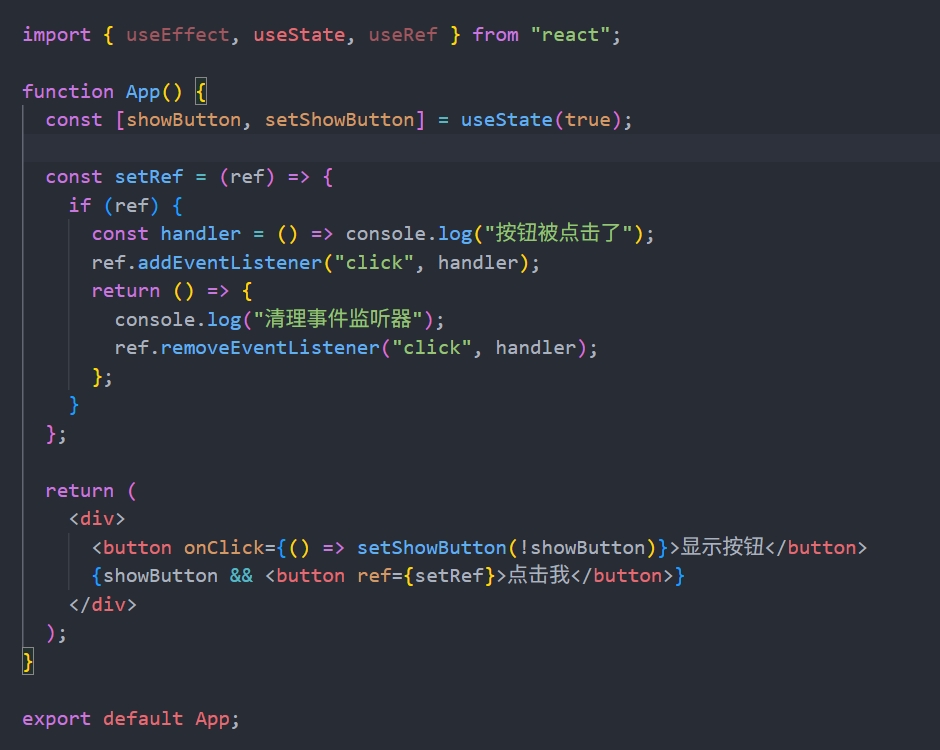 import { useEffect, useState, useRef } from "react";
function App() {
const [showButton, setShowButton] = useState(true);
const setRef = (ref) => {
if (ref) {
const handler = () => console.log("按钮被点击了");
ref.addEventListener("click", handler);
return () => {
console.log("清理事件监听器");
ref.removeEventListener("click", handler);
};
}
};
return (
<div>
<button onClick={() => setShowButton(!showButton)}>显示按钮</button>
{showButton && <button ref={setRef}>点击我</button>}
</div>
);
}
export default App;